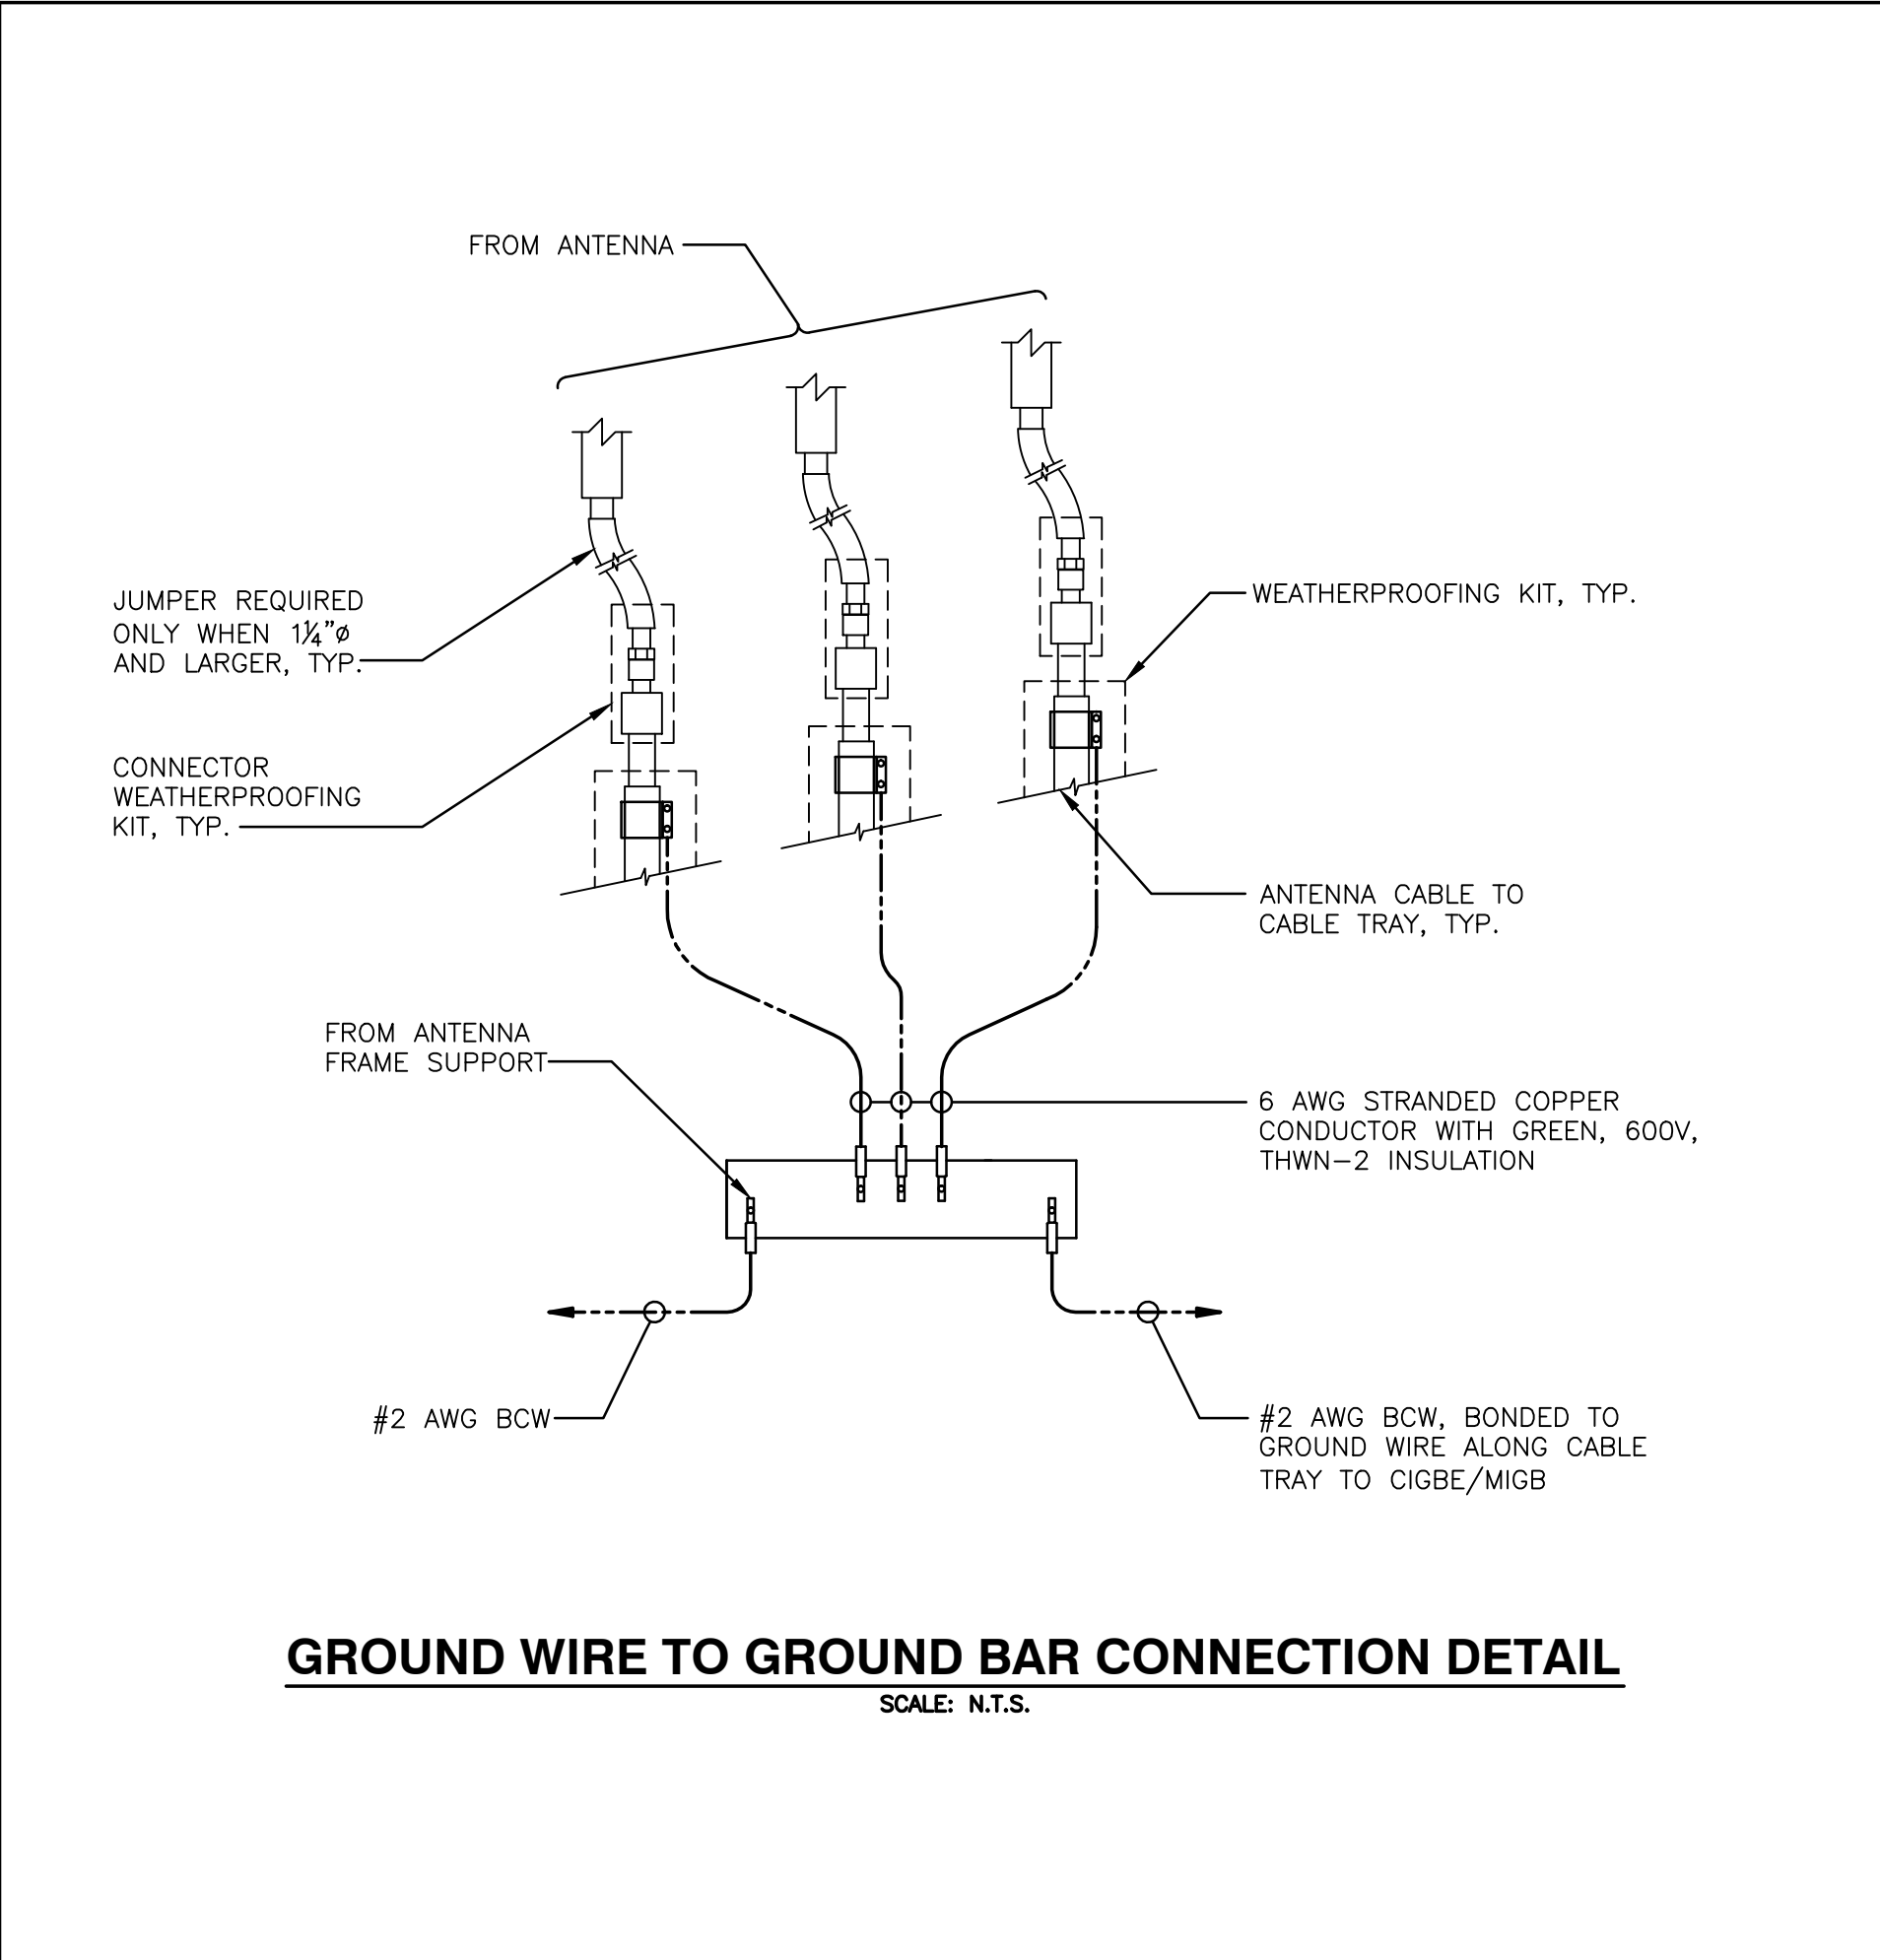 FROM ANTENNA
JUMPER REQUIRED
ONLY WHEN 1¼"ø
AND LARGER, TYP.
WEATHERPROOFING KIT, TYP.
CONNECTOR
WEATHERPROOFING
KIT, TYP.
ANTENNA CABLE TO
CABLE TRAY, TYP.
FROM ANTENNA
FRAME SUPPORT
6 AWG STRANDED COPPER
CONDUCTOR WITH GREEN, 600V,
THWN-2 INSULATION
#2 AWG BCW
#2 AWG BCW, BONDED TO
GROUND WIRE ALONG CABLE
TRAY TO CIGBE/MIGB
GROUND WIRE TO GROUND BAR CONNECTION DETAIL
SCALE: N.T.S.